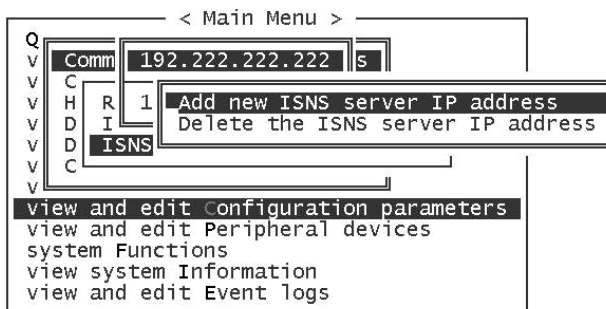 < Main Menu >
Q
v Comm 192.222.222.222 s
v C
v H R 1 Add new ISNS server IP address
v D I Delete the ISNS server IP address
v D ISNS
v C
v
view and edit Configuration parameters
view and edit Peripheral devices
system Functions
view system Information
view and edit Event logs